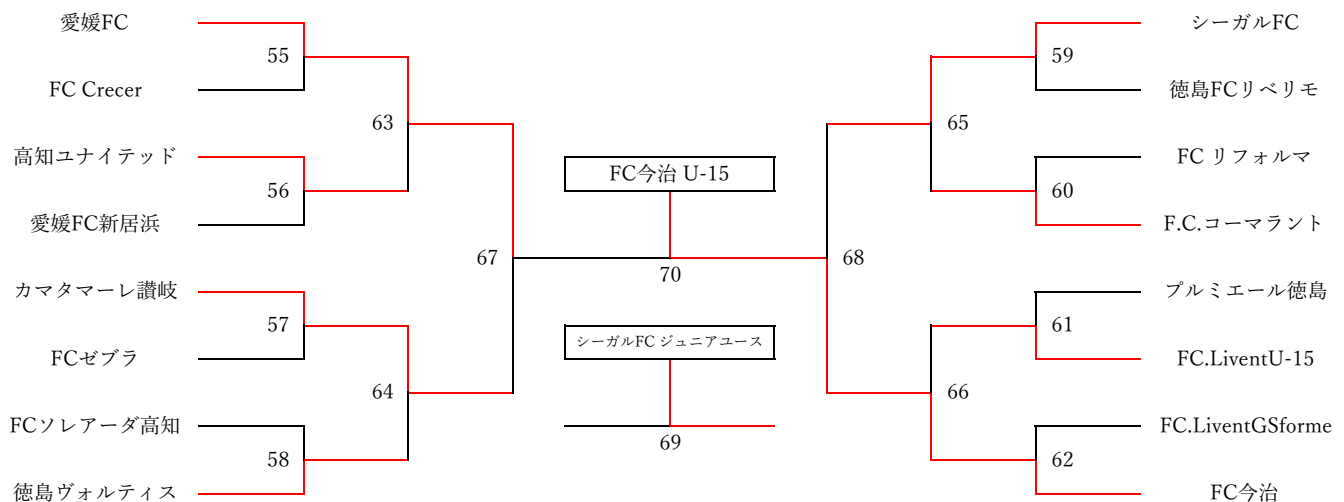 愛媛FC
55
FC Crecer
63
高知ユナイテッド
56
愛媛FC新居浜
67
カマタマーレ讃岐
57
FCゼブラ
64
FCソレアーダ高知
58
徳島ヴォルティス
FC今治 U-15
70
シーガルFC ジュニアユース
69
シーガルFC
59
徳島FCリベリモ
65
FC リフォルマ
60
F.C.コーマラント
68
プルミエール徳島
61
FC.LiventU-15
66
FC.LiventGSforme
62
FC今治